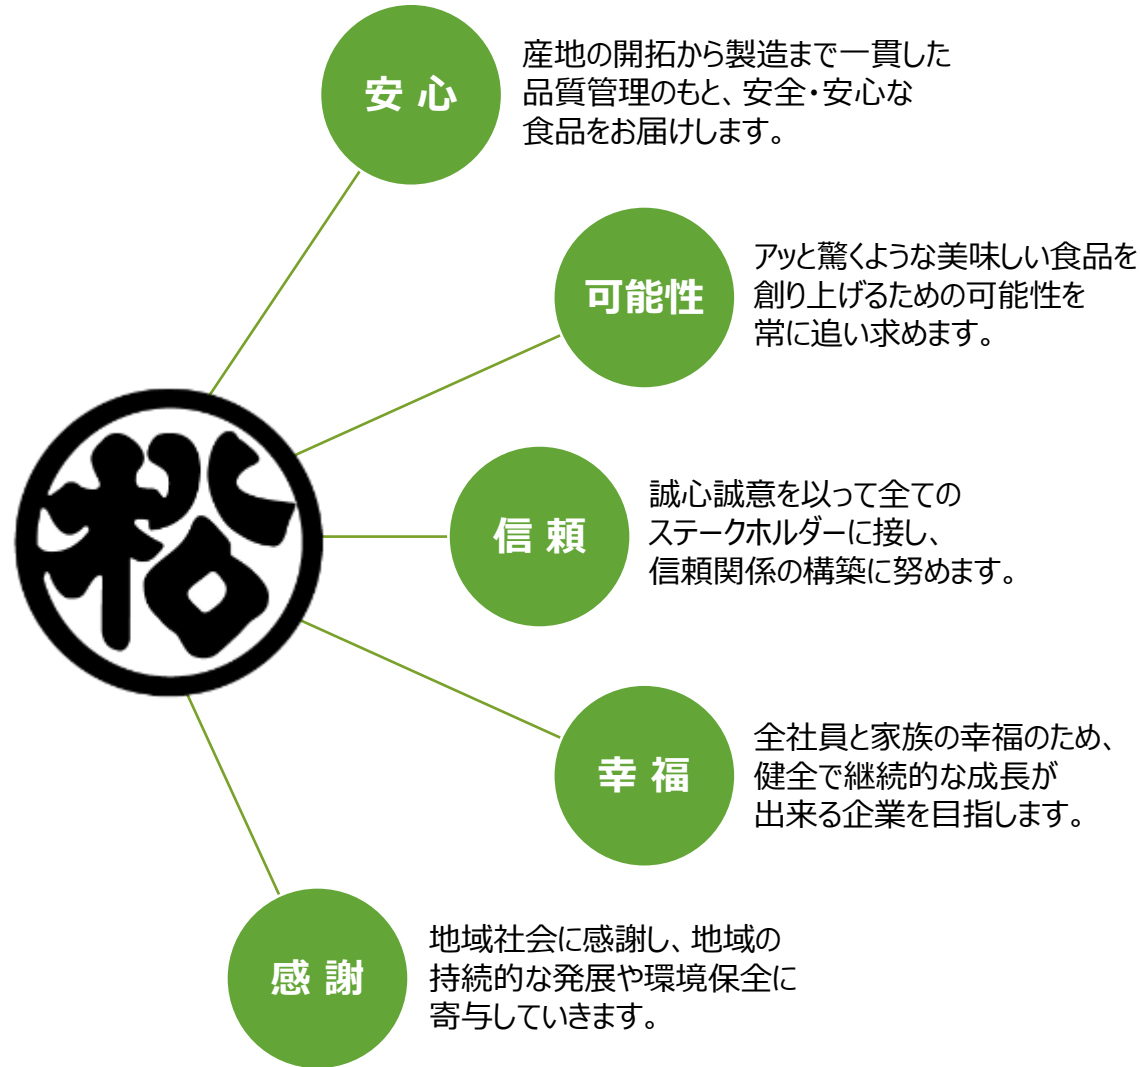 安心
産地の開拓から製造まで一貫した
品質管理のもと、安全・安心な
食品をお届けします。
可能性
アッと驚くような美味しい食品を
創り上げるための可能性を
常に追い求めます。
松
信頼
誠心誠意を以って全ての
ステークホルダーに接し、
信頼関係の構築に努めます。
幸福
全社員と家族の幸福のため、
健全で継続的な成長が
出来る企業を目指します。
感謝
地域社会に感謝し、地域の
持続的な発展や環境保全に
寄与していきます。